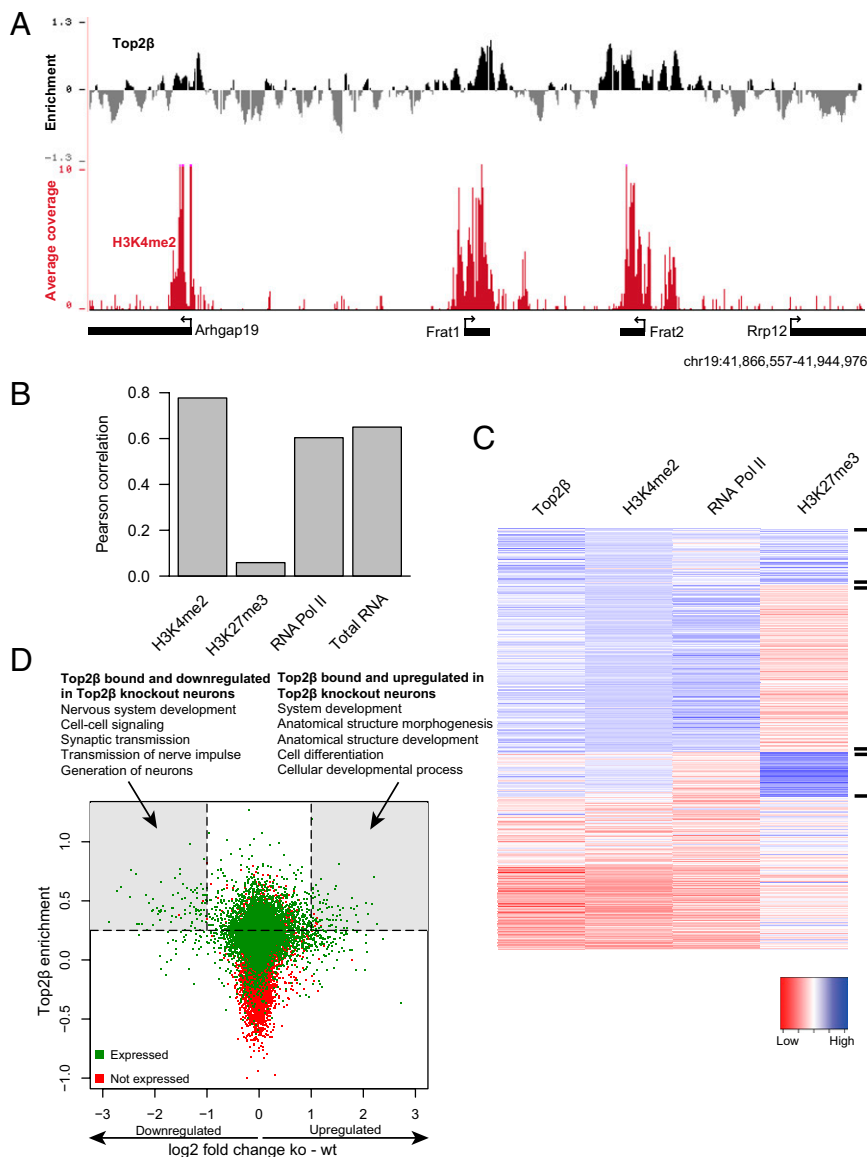 A
1.3
Top2β
Enrichment
0
-1.3
10
Average coverage
H3K4me2
0
Arhgap19
Frat1
Frat2
Rrp12
chr19:41,866,557-41,944,976
B
0.8
0.6
0.4
0.2
0.0
Pearson correlation
H3K4me2
H3K27me3
RNA Pol II
Total RNA
C
Top2β
H3K4me2
RNA Pol II
H3K27me3
Low
High
D
Top2β bound and downregulated
in Top2β knockout neurons
Nervous system development
Cell-cell signaling
Synaptic transmission
Transmission of nerve impulse
Generation of neurons
Top2β bound and upregulated in
Top2β knockout neurons
System development
Anatomical structure morphogenesis
Anatomical structure development
Cell differentiation
Cellular developmental process
1.0
0.5
0.0
−0.5
−1.0
Top2β enrichment
Expressed
Not expressed
−3 −2 −1 0 1 2 3
Downregulated Upregulated
log2 fold change ko - wt